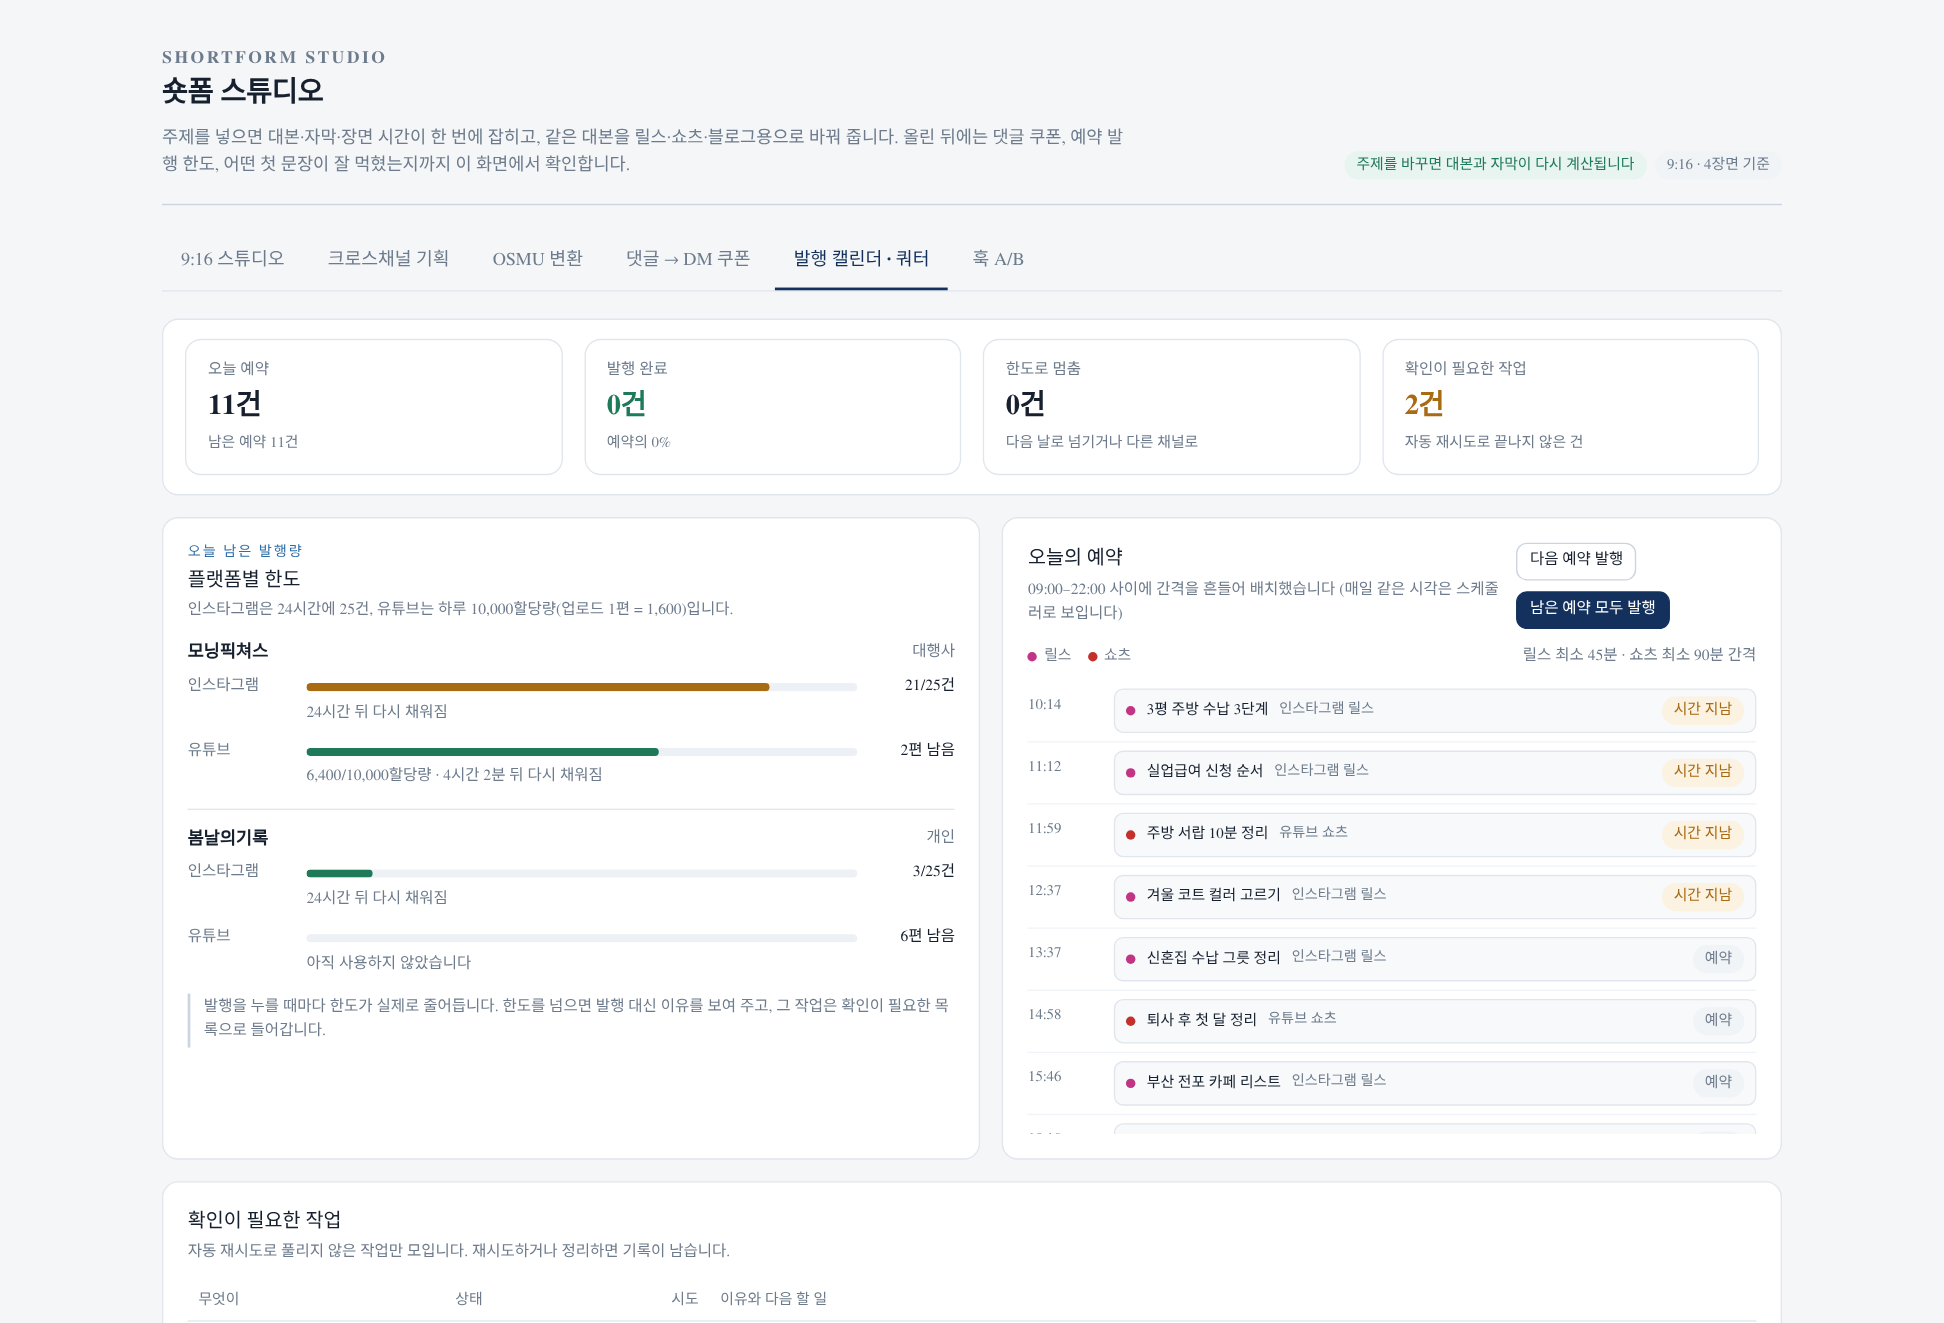 SHORTFORM STUDIO
숏폼 스튜디오
주제를 넣으면 대본·자막·장면 시간이 한 번에 잡히고, 같은 대본을 릴스·쇼츠·블로그용으로 바꿔 줍니다. 올린 뒤에는 댓글 쿠폰, 예약 발
행 한도, 어떤 첫 문장이 잘 먹혔는지까지 이 화면에서 확인합니다.
주제를 바꾸면 대본과 자막이 다시 계산됩니다
9:16 · 4장면 기준
9:16 스튜디오
크로스채널 기획
OSMU 변환
댓글 → DM 쿠폰
발행 캘린더 · 쿼터
훅 A/B
오늘 예약
11건
남은 예약 11건
발행 완료
0건
예약의 0%
한도로 멈춤
0건
다음 날로 넘기거나 다른 채널로
확인이 필요한 작업
2건
자동 재시도로 끝나지 않은 건
오늘 남은 발행량
플랫폼별 한도
인스타그램은 24시간에 25건, 유튜브는 하루 10,000할당량(업로드 1편 = 1,600)입니다.
모닝픽쳐스
대행사
인스타그램
21/25건
24시간 뒤 다시 채워짐
유튜브
2편 남음
6,400/10,000할당량 · 4시간 2분 뒤 다시 채워짐
봄날의기록
개인
인스타그램
3/25건
24시간 뒤 다시 채워짐
유튜브
6편 남음
아직 사용하지 않았습니다
발행을 누를 때마다 한도가 실제로 줄어듭니다. 한도를 넘으면 발행 대신 이유를 보여 주고, 그 작업은 확인이 필요한 목
록으로 들어갑니다.
오늘의 예약
09:00–22:00 사이에 간격을 흔들어 배치했습니다 (매일 같은 시각은 스케줄
러로 보입니다)
다음 예약 발행
남은 예약 모두 발행
릴스
쇼츠
릴스 최소 45분 · 쇼츠 최소 90분 간격
10:14
3평 주방 수납 3단계 인스타그램 릴스
시간 지남
11:12
실업급여 신청 순서 인스타그램 릴스
시간 지남
11:59
주방 서랍 10분 정리 유튜브 쇼츠
시간 지남
12:37
겨울 코트 컬러 고르기 인스타그램 릴스
시간 지남
13:37
신혼집 수납 그릇 정리 인스타그램 릴스
예약
14:58
퇴사 후 첫 달 정리 유튜브 쇼츠
예약
15:46
부산 전포 카페 리스트 인스타그램 릴스
예약
확인이 필요한 작업
자동 재시도로 풀리지 않은 작업만 모입니다. 재시도하거나 정리하면 기록이 남습니다.
무엇이
상태
시도
이유와 다음 할 일